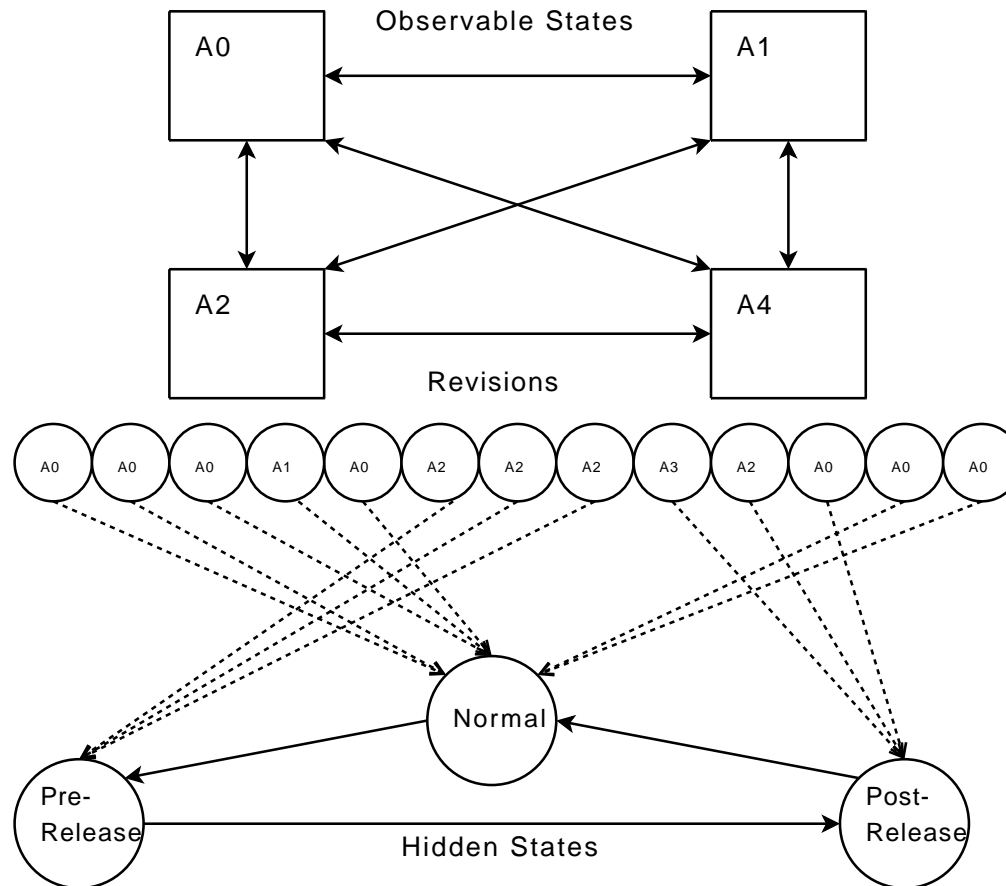 Observable States
A0
A1
A2
A4
Revisions
A0 A0 A0 A1 A0 A2 A2 A2 A3 A2 A0 A0 A0
Normal
Pre-
Release
Post-
Release
Hidden States